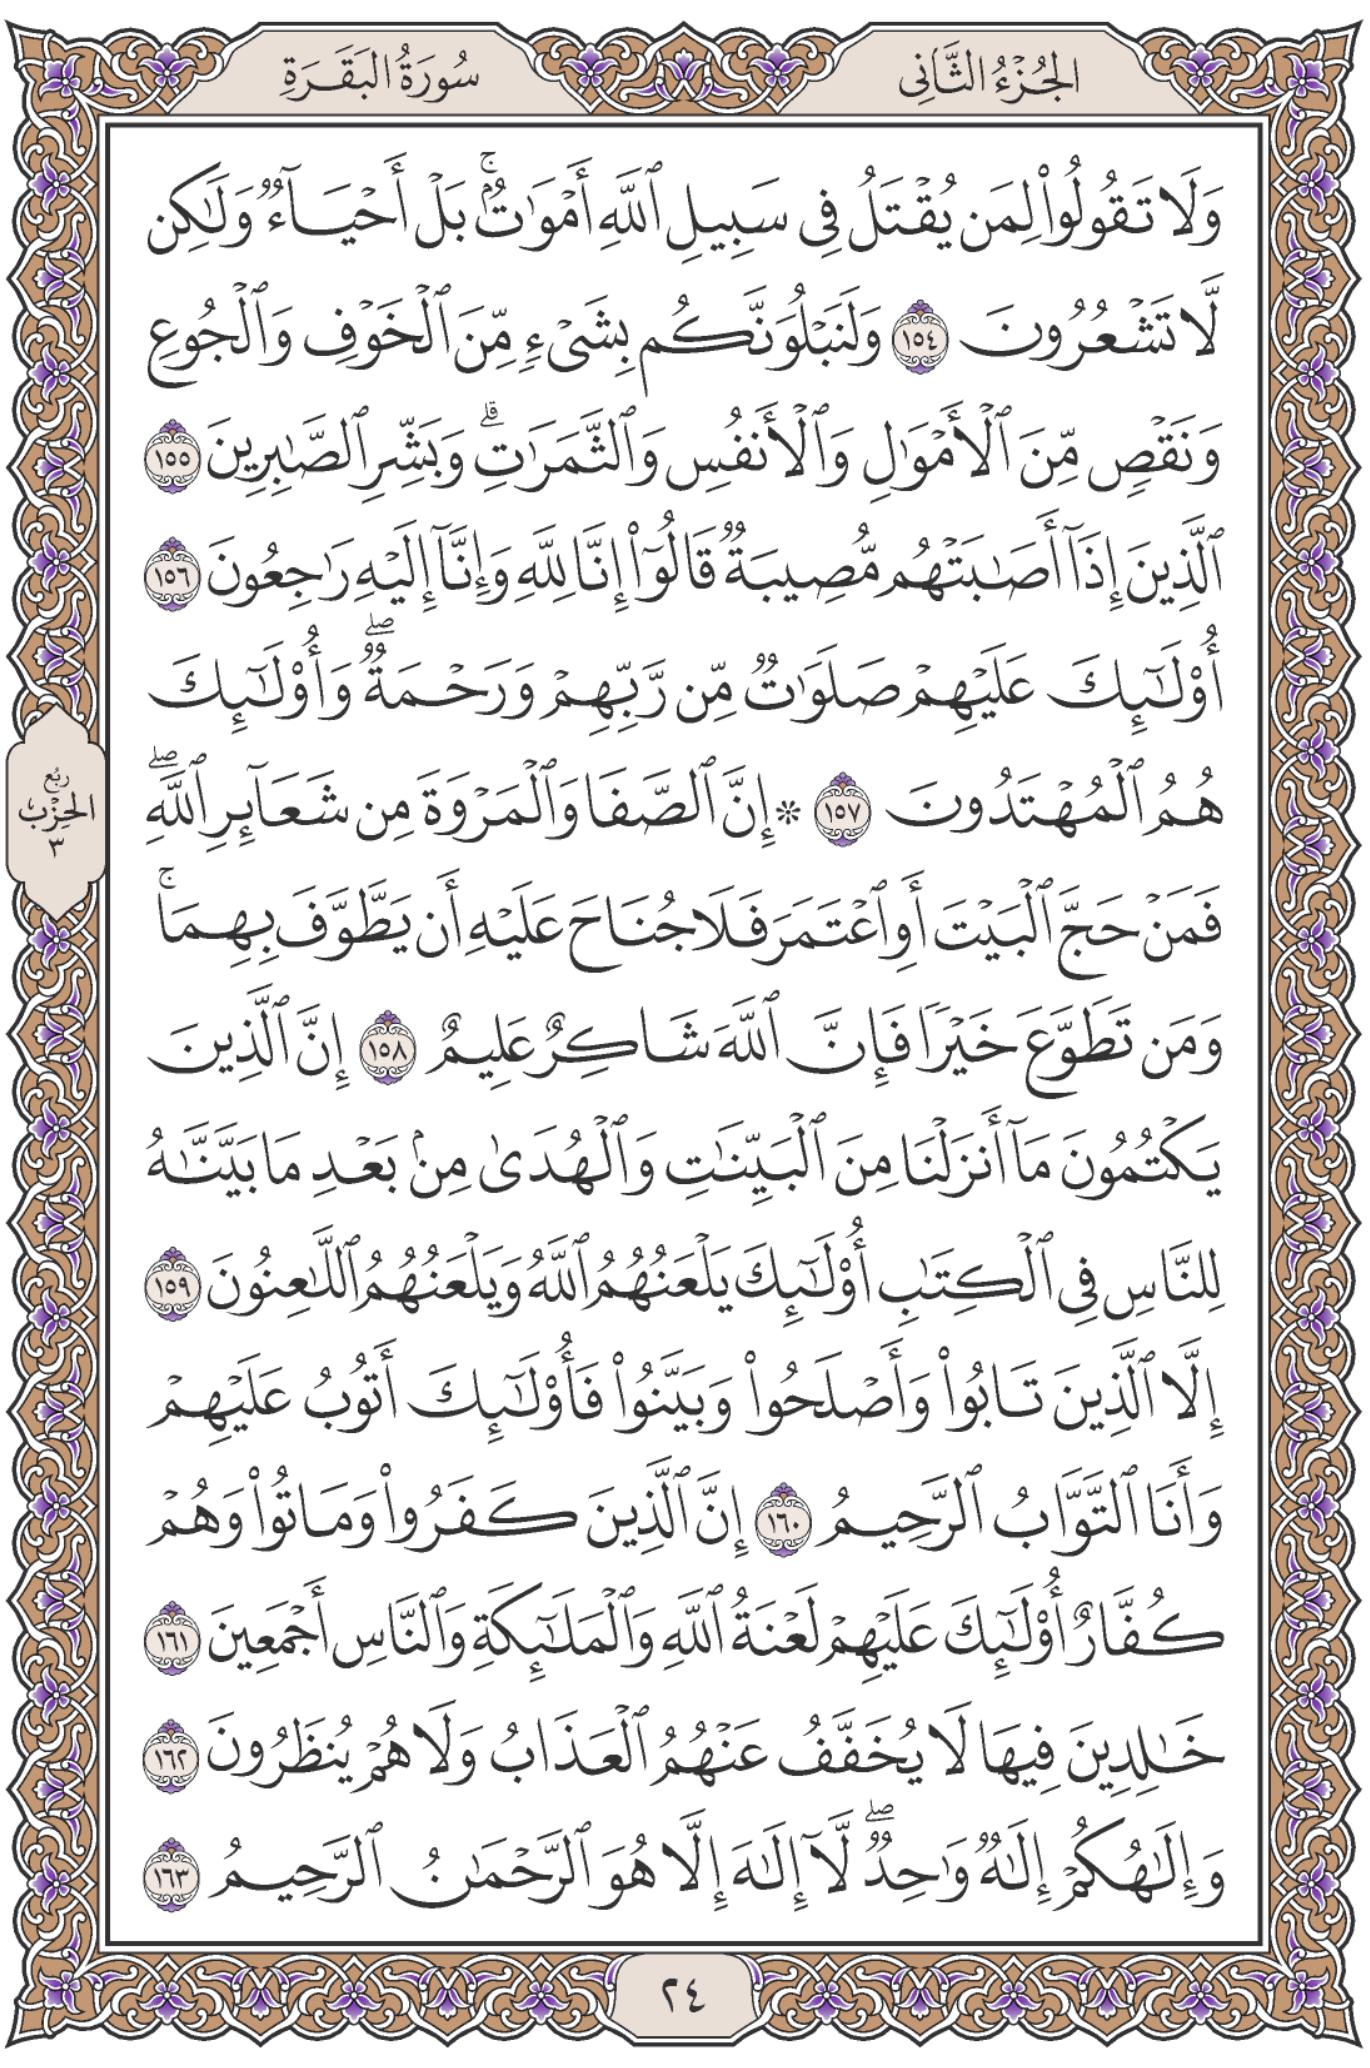 الجُزْءُ الثَّانِي
سُورَةُ البَقَرَةِ
وَلَا تَقُولُوا۟ لِمَن يُقْتَلُ فِى سَبِيلِ ٱللَّهِ أَمْوَٰتٌۢ ۚ بَلْ أَحْيَآءٌ وَلَٰكِن
لَّا تَشْعُرُونَ ١٥٤ وَلَنَبْلُوَنَّكُم بِشَىْءٍ مِّنَ ٱلْخَوْفِ وَٱلْجُوعِ
وَنَقْصٍ مِّنَ ٱلْأَمْوَٰلِ وَٱلْأَنفُسِ وَٱلثَّمَرَٰتِ ۗ وَبَشِّرِ ٱلصَّٰبِرِينَ ١٥٥
ٱلَّذِينَ إِذَآ أَصَٰبَتْهُم مُّصِيبَةٌ قَالُوٓا۟ إِنَّا لِلَّهِ وَإِنَّآ إِلَيْهِ رَٰجِعُونَ ١٥٦
أُو۟لَٰٓئِكَ عَلَيْهِمْ صَلَوَٰتٌ مِّن رَّبِّهِمْ وَرَحْمَةٌ ۖ وَأُو۟لَٰٓئِكَ
هُمُ ٱلْمُهْتَدُونَ ١٥٧ ۞ إِنَّ ٱلصَّفَا وَٱلْمَرْوَةَ مِن شَعَآئِرِ ٱللَّهِ ۖ
رُبُع
الحِزْب
٣
فَمَنْ حَجَّ ٱلْبَيْتَ أَوِ ٱعْتَمَرَ فَلَا جُنَاحَ عَلَيْهِ أَن يَطَّوَّفَ بِهِمَا ۚ
وَمَن تَطَوَّعَ خَيْرًا فَإِنَّ ٱللَّهَ شَاكِرٌ عَلِيمٌ ١٥٨ إِنَّ ٱلَّذِينَ
يَكْتُمُونَ مَآ أَنزَلْنَا مِنَ ٱلْبَيِّنَٰتِ وَٱلْهُدَىٰ مِنۢ بَعْدِ مَا بَيَّنَّٰهُ
لِلنَّاسِ فِى ٱلْكِتَٰبِ أُو۟لَٰٓئِكَ يَلْعَنُهُمُ ٱللَّهُ وَيَلْعَنُهُمُ ٱللَّٰعِنُونَ ١٥٩
إِلَّا ٱلَّذِينَ تَابُوا۟ وَأَصْلَحُوا۟ وَبَيَّنُوا۟ فَأُو۟لَٰٓئِكَ أَتُوبُ عَلَيْهِمْ
وَأَنَا ٱلتَّوَّابُ ٱلرَّحِيمُ ١٦٠ إِنَّ ٱلَّذِينَ كَفَرُوا۟ وَمَاتُوا۟ وَهُمْ
كُفَّارٌ أُو۟لَٰٓئِكَ عَلَيْهِمْ لَعْنَةُ ٱللَّهِ وَٱلْمَلَٰٓئِكَةِ وَٱلنَّاسِ أَجْمَعِينَ ١٦١
خَٰلِدِينَ فِيهَا لَا يُخَفَّفُ عَنْهُمُ ٱلْعَذَابُ وَلَا هُمْ يُنظَرُونَ ١٦٢
وَإِلَٰهُكُمْ إِلَٰهٌ وَٰحِدٌ ۖ لَّآ إِلَٰهَ إِلَّا هُوَ ٱلرَّحْمَٰنُ ٱلرَّحِيمُ ١٦٣
٢٤